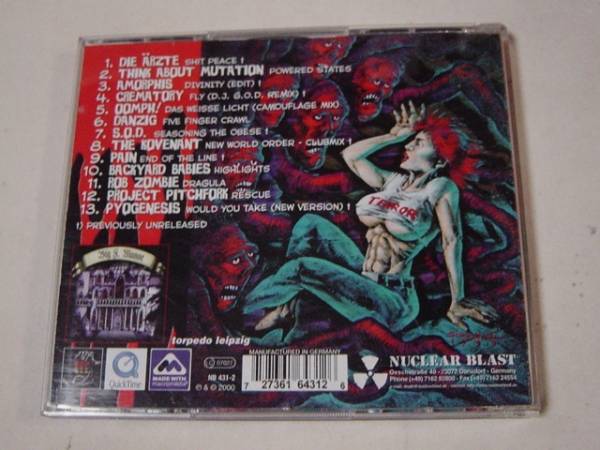 1. DIE ÄRZTE SHIT PEACE !
2. THINK ABOUT MUTATION POWERED STATES
3. AMORPHIS DIVINITY (EDIT) !
4. CREMATORY FLY (D.J. G.O.D. REMIX) !
5. OOMPH! DAS WEISSE LICHT (CAMOUFLAGE MIX)
6. DANZIG FIVE FINGER CRAWL
7. S.O.D. SEASONING THE OBESE !
8. THE KOVENANT NEW WORLD ORDER - CLUBMIX !
9. PAIN END OF THE LINE !
10. BACKYARD BABIES HIGHLIGHTS
11. ROB ZOMBIE DRAGULA
12. PROJECT PITCHFORK RESCUE
13. PYOGENESIS WOULD YOU TAKE (NEW VERSION) !
!) PREVIOUSLY UNRELEASED
TERROR
torpedo leipzig
QuickTime
MADE WITH
macromedia
MANUFACTURED IN GERMANY
NB 431-2
℗ & © 2000
7 27361 64312 6
NUCLEAR BLAST